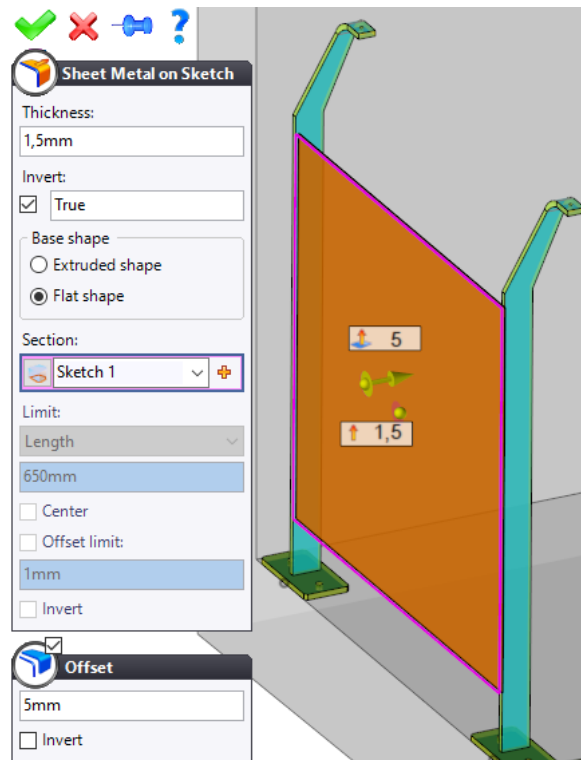 ?
Sheet Metal on Sketch
Thickness:
1,5mm
Invert:
True
Base shape
Extruded shape
Flat shape
Section:
Sketch 1
Limit:
Length
650mm
Center
Offset limit:
1mm
Invert
Offset
5mm
Invert
5
1,5